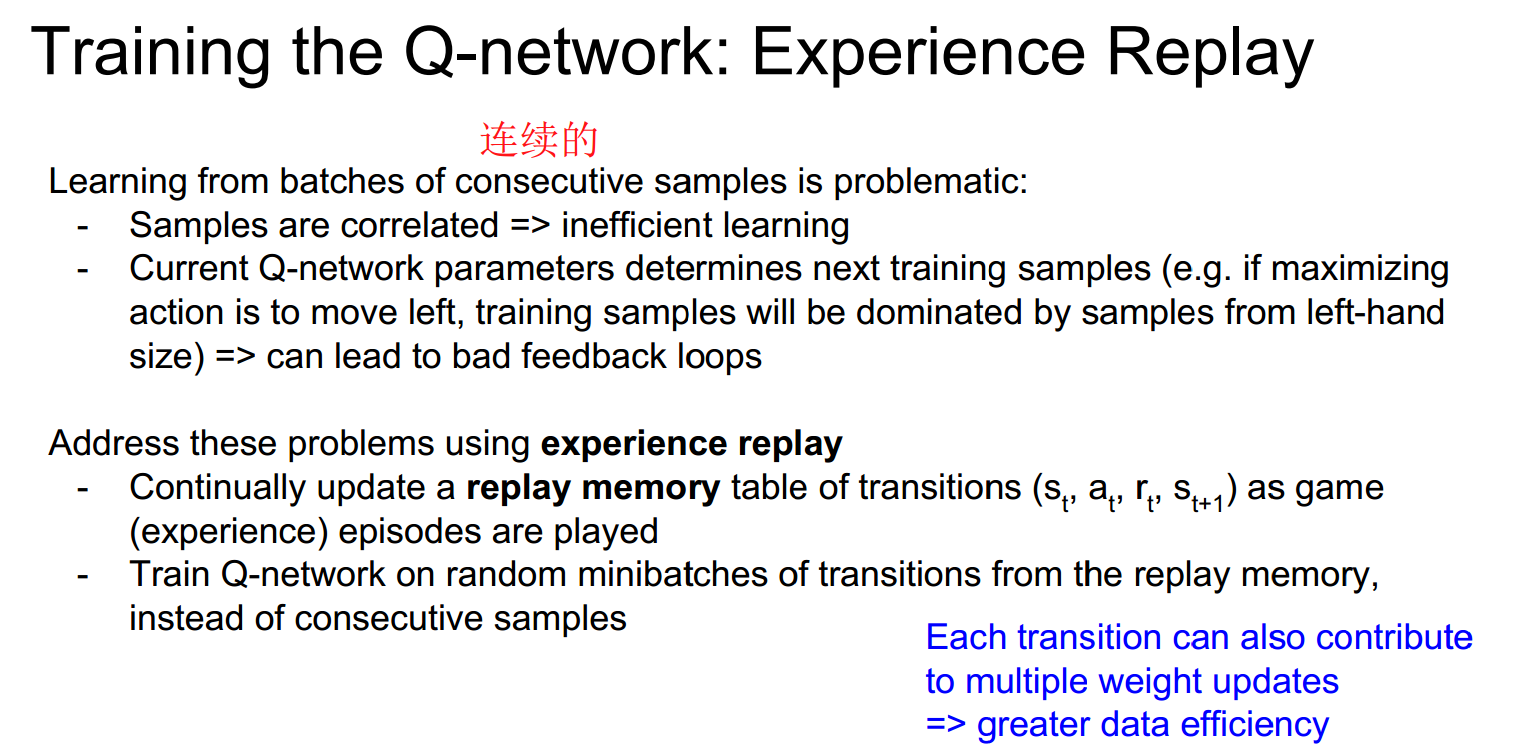 Training the Q-network: Experience Replay
连续的
Learning from batches of consecutive samples is problematic:
- Samples are correlated => inefficient learning
- Current Q-network parameters determines next training samples (e.g. if maximizing
action is to move left, training samples will be dominated by samples from left-hand
size) => can lead to bad feedback loops
Address these problems using experience replay
- Continually update a replay memory table of transitions (sₜ, aₜ, rₜ, sₜ₊₁) as game
(experience) episodes are played
- Train Q-network on random minibatches of transitions from the replay memory,
instead of consecutive samples
Each transition can also contribute
to multiple weight updates
=> greater data efficiency